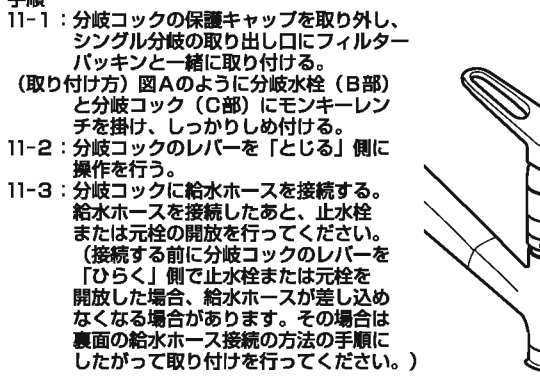 手順
11-1：分岐コックの保護キャップを取り外し、
シングル分岐の取り出し口にフィルター
パッキンと一緒に取り付ける。
（取り付け方）図Aのように分岐水栓（B部）
と分岐コック（C部）にモンキーレン
チを掛け、しっかりしめ付ける。
11-2：分岐コックのレバーを「とじる」側に
操作を行う。
11-3：分岐コックに給水ホースを接続する。
給水ホースを接続したあと、止水栓
または元栓の開放を行ってください。
（接続する前に分岐コックのレバーを
「ひらく」側で止水栓または元栓を
開放した場合、給水ホースが差し込め
なくなる場合があります。その場合は
裏面の給水ホース接続の方法の手順に
したがって取り付けを行ってください。）